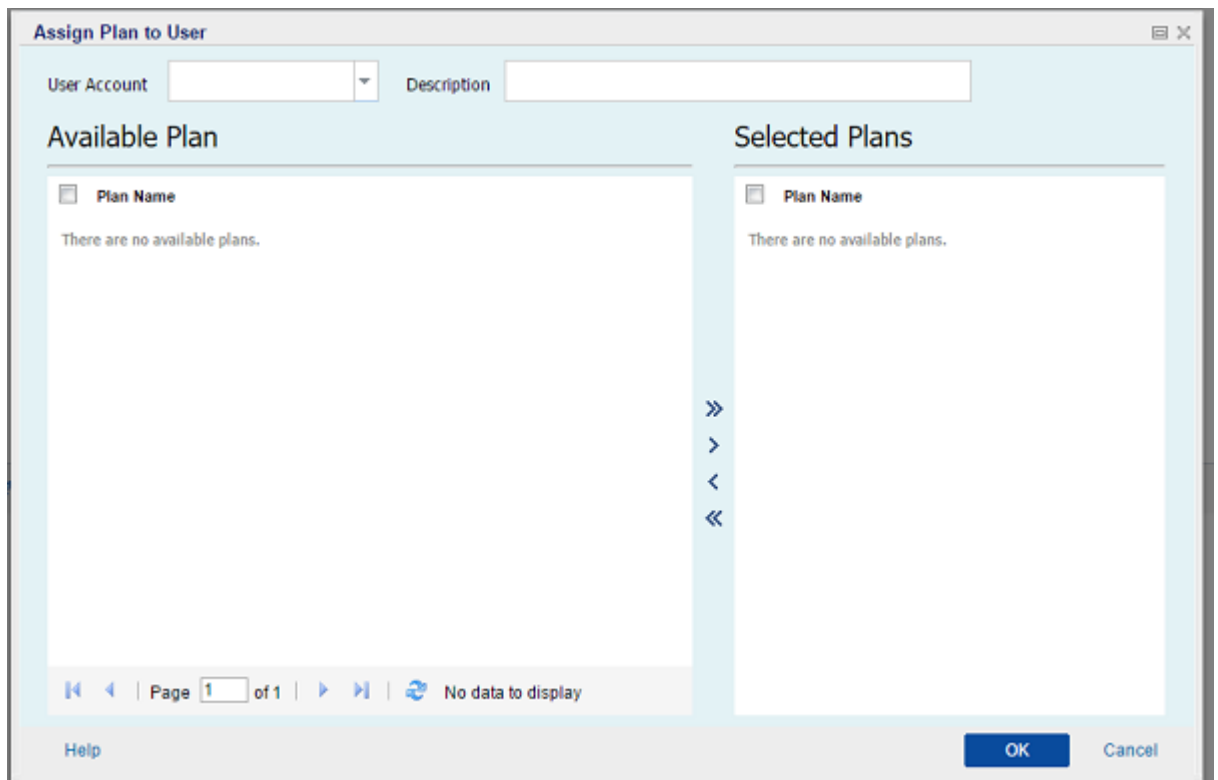 Assign Plan to User
User Account
Description
Available Plan
Selected Plans
Plan Name
There are no available plans.
Plan Name
There are no available plans.
Page 1 of 1
No data to display
Help
OK
Cancel